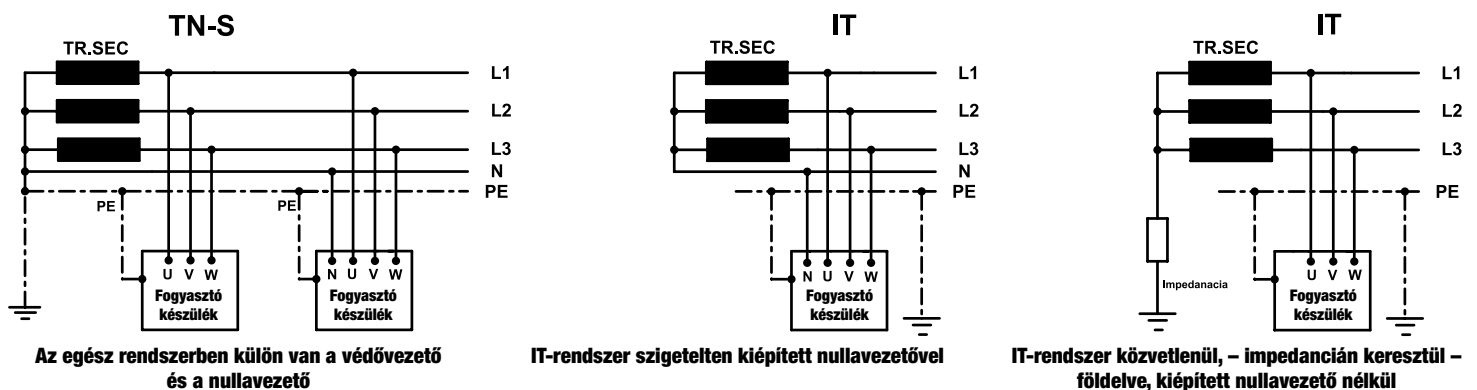 TN-S
TR.SEC
L1
L2
L3
N
PE
PE
PE
U V W
Fogyasztó
készülék
N U V W
Fogyasztó
készülék
Az egész rendszerben külön van a védővezető
és a nullavezető
IT
TR.SEC
L1
L2
L3
N
PE
N U V W
Fogyasztó
készülék
IT-rendszer szigetelten kiépített nullavezetővel
IT
TR.SEC
L1
L2
L3
PE
Impedanacia
U V W
Fogyasztó
készülék
IT-rendszer közvetlenül, – impedancián keresztül –
földelve, kiépített nullavezető nélkül